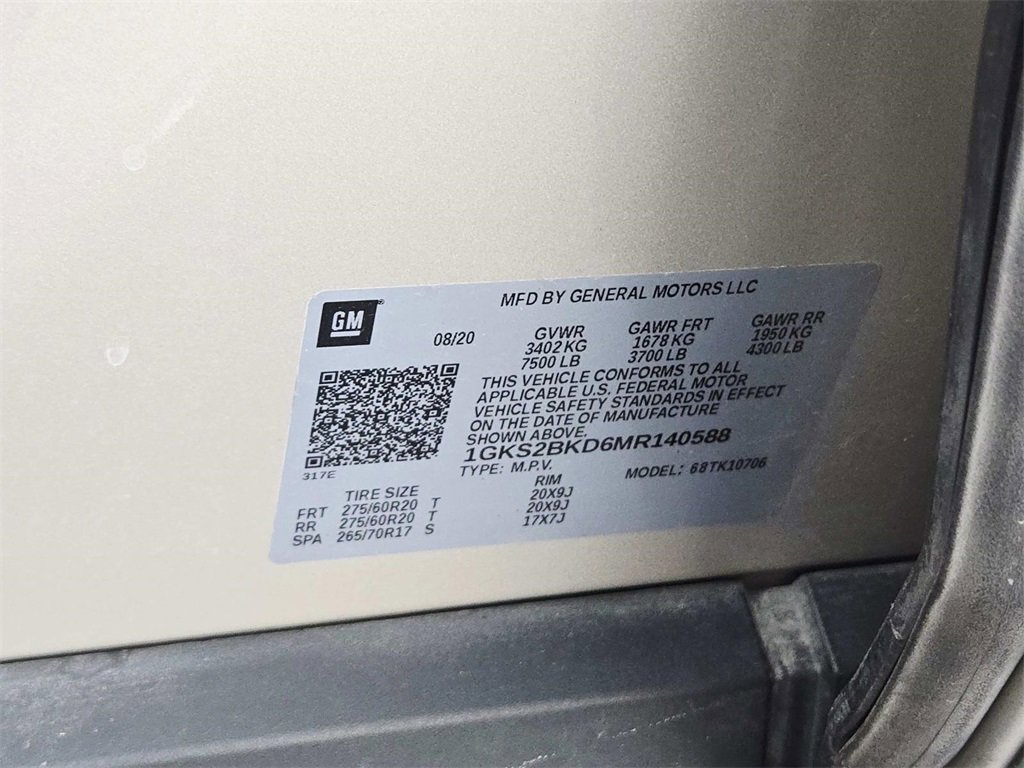 GM
MFD BY GENERAL MOTORS LLC
08/20
GVWR
3402 KG
7500 LB
GAWR FRT
1678 KG
3700 LB
GAWR RR
1950 KG
4300 LB
THIS VEHICLE CONFORMS TO ALL
APPLICABLE U.S. FEDERAL MOTOR
VEHICLE SAFETY STANDARDS IN EFFECT
ON THE DATE OF MANUFACTURE
SHOWN ABOVE.
1GKS2BKD6MR140588
TYPE: M.P.V. MODEL: 68TK10706
317E
TIRE SIZE RIM
FRT 275/60R20 T 20X9J
RR 275/60R20 T 20X9J
SPA 265/70R17 S 17X7J